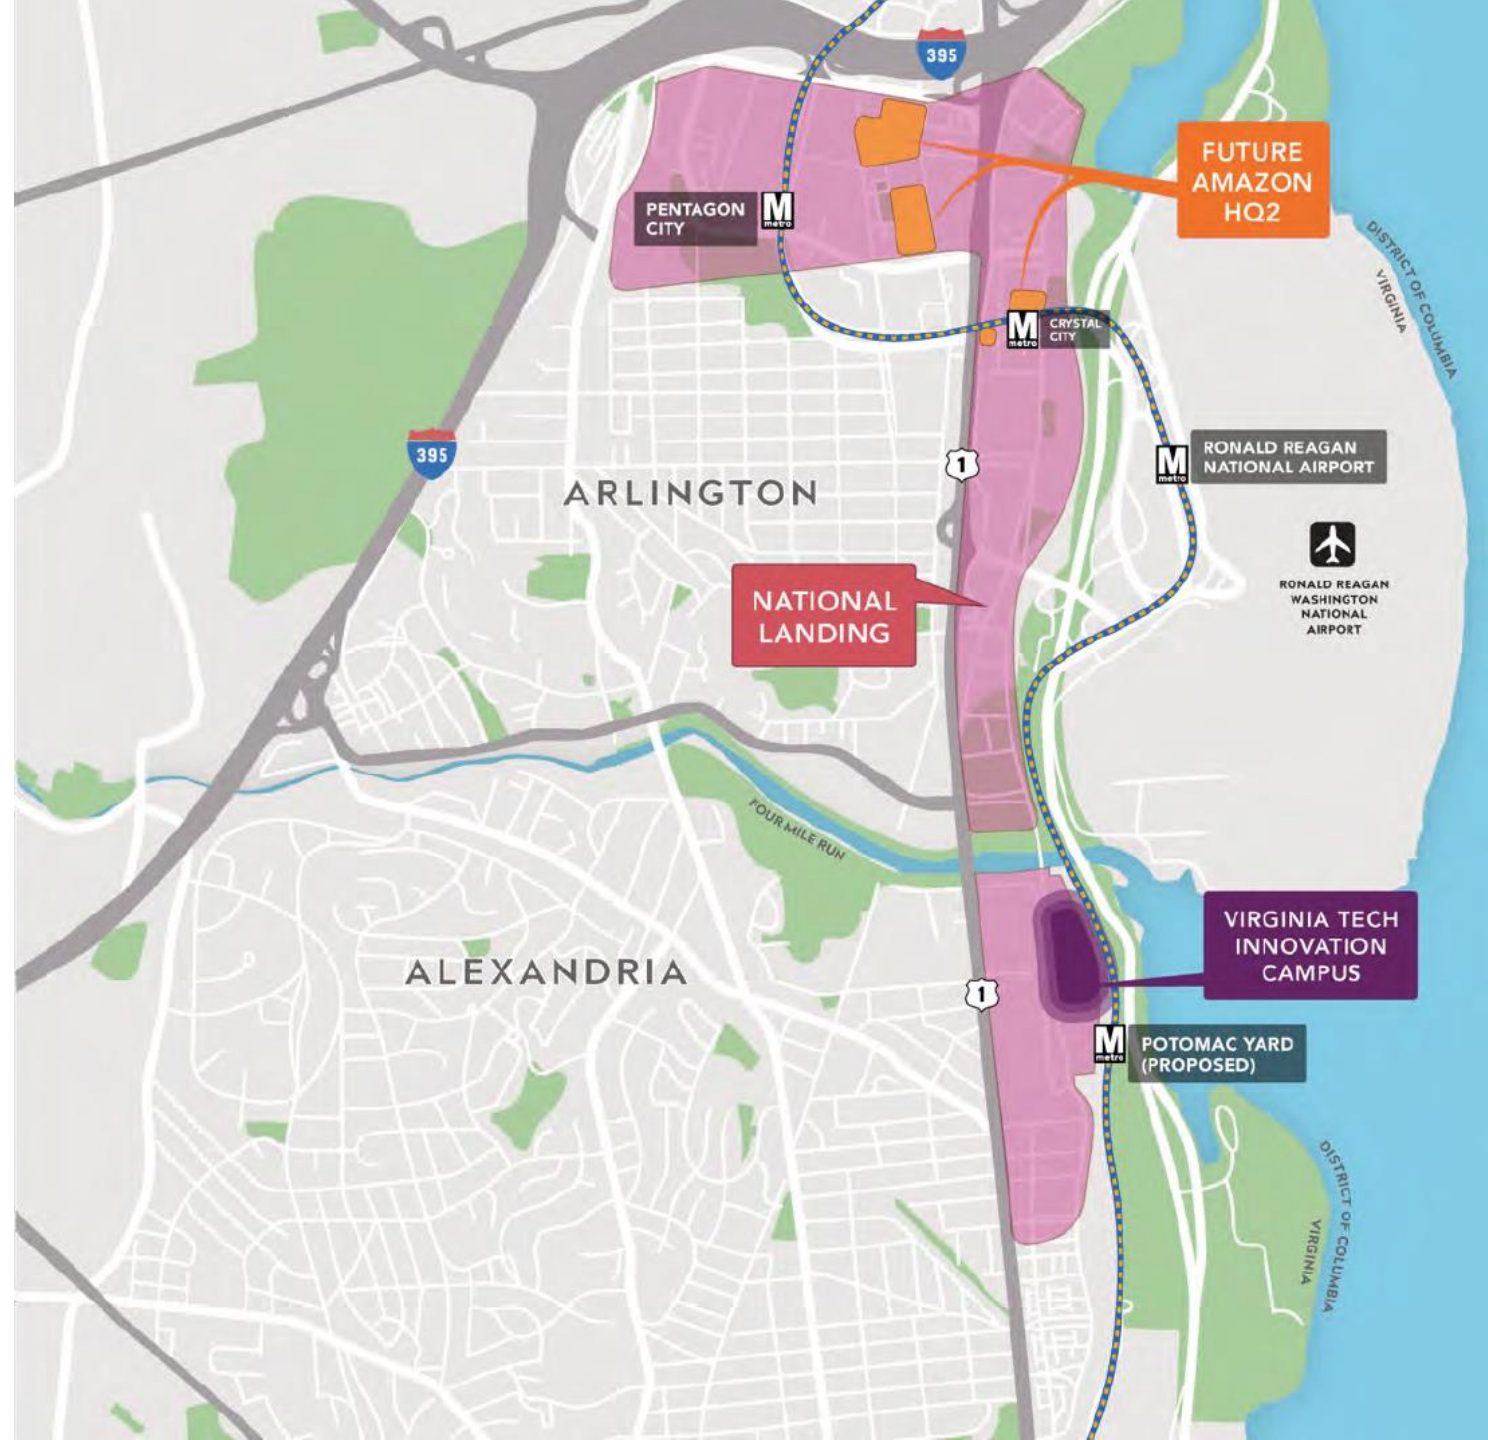 395
FUTURE
AMAZON
HQ2
PENTAGON
CITY
M
metro
DISTRICT OF COLUMBIA
VIRGINIA
M
metro
CRYSTAL
CITY
395
1
M
metro
RONALD REAGAN
NATIONAL AIRPORT
ARLINGTON
RONALD REAGAN
WASHINGTON
NATIONAL
AIRPORT
NATIONAL
LANDING
FOUR MILE RUN
VIRGINIA TECH
INNOVATION
CAMPUS
ALEXANDRIA
1
M
metro
POTOMAC YARD
(PROPOSED)
DISTRICT OF COLUMBIA
VIRGINIA